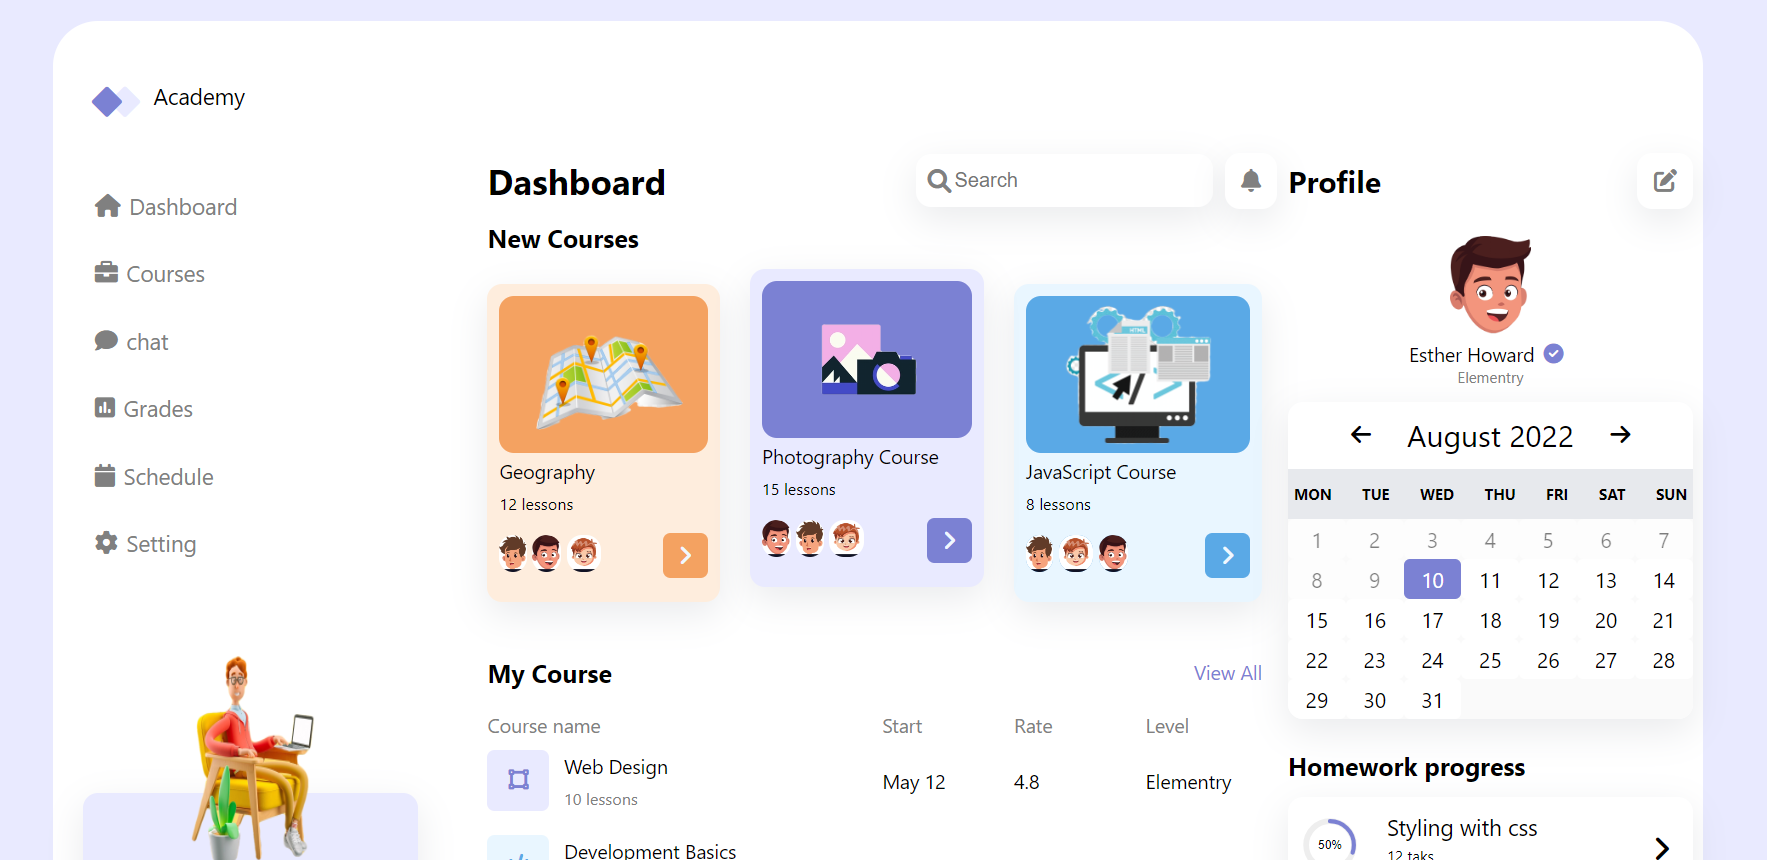 Academy
Dashboard
Courses
chat
Grades
Schedule
Setting
Dashboard
Search
New Courses
Geography
12 lessons
Photography Course
15 lessons
HTML
JavaScript Course
8 lessons
My Course
View All
Course name Start Rate Level
Web Design
10 lessons
May 12 4.8 Elementry
Development Basics
Profile
Esther Howard
Elementry
August 2022
MON TUE WED THU FRI SAT SUN
1 2 3 4 5 6 7
8 9 10 11 12 13 14
15 16 17 18 19 20 21
22 23 24 25 26 27 28
29 30 31
Homework progress
50%
Styling with css
12 taks